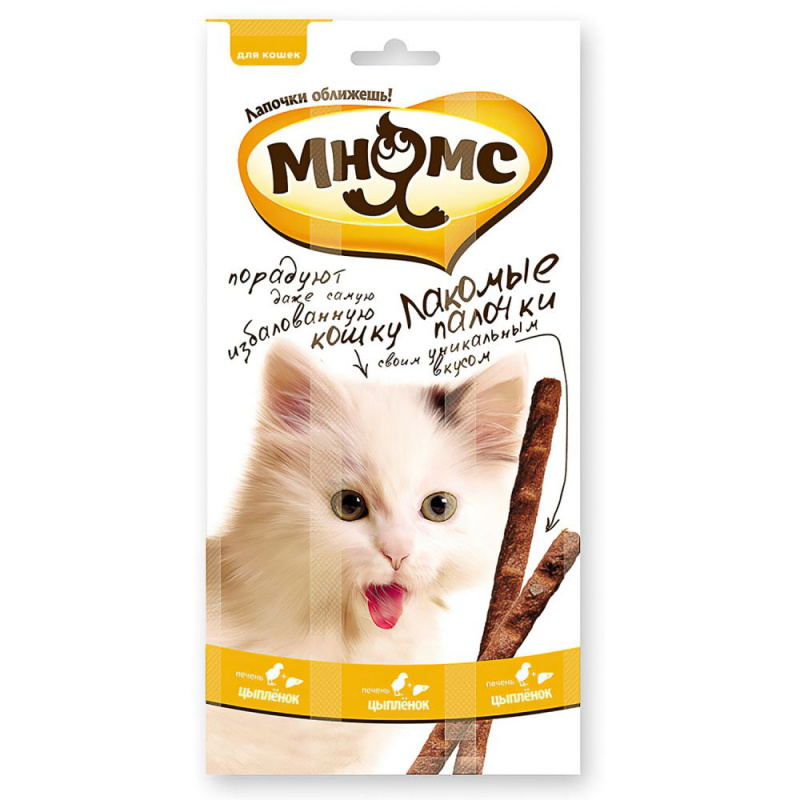 для кошек
Лапочки оближешь!
МНЯМС
порадуют
даже самую
избалованную
кошку
Лакомые
палочки
своим уникальным
вкусом
печень
цыплёнок
печень
цыплёнок
печень
цыплёнок